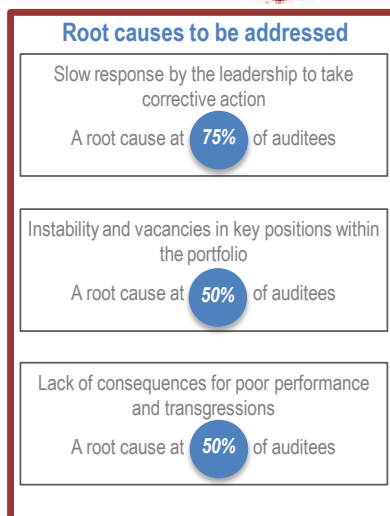 Root causes to be addressed
Slow response by the leadership to take
corrective action
A root cause at 75% of auditees
Instability and vacancies in key positions within
the portfolio
A root cause at 50% of auditees
Lack of consequences for poor performance
and transgressions
A root cause at 50% of auditees